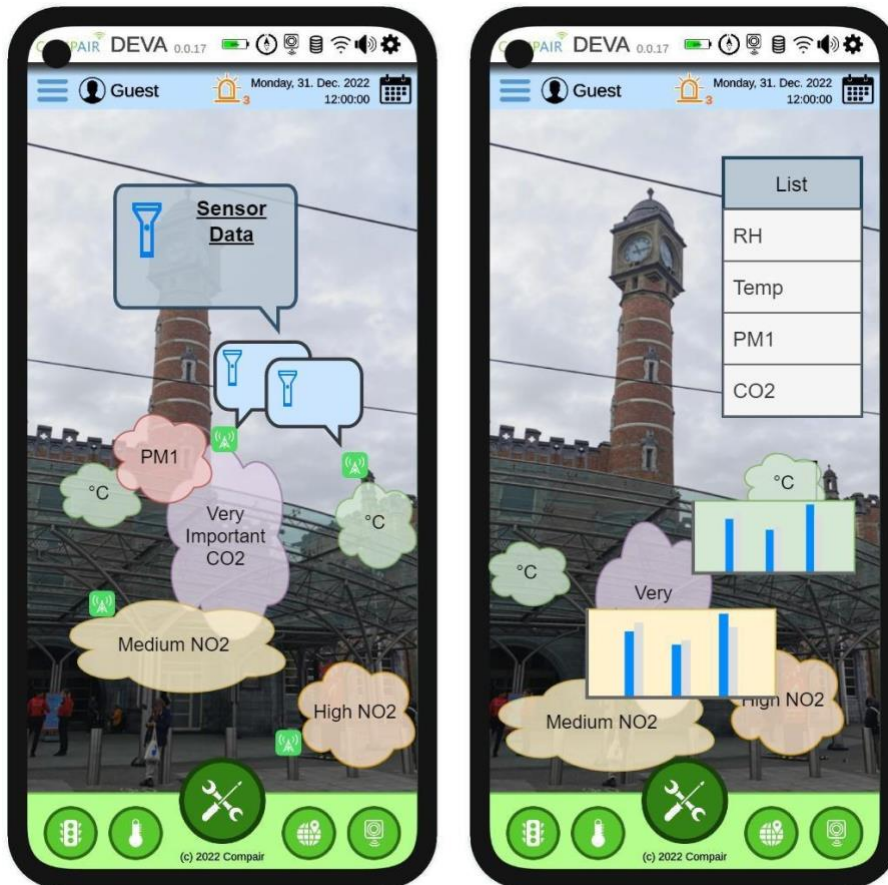 PAIR DEVA 0.0.17
Guest
3
Monday, 31. Dec. 2022
12:00:00
Sensor
Data
PM1
°C
Very
Important
CO2
°C
Medium NO2
High NO2
(c) 2022 Compair
PAIR DEVA 0.0.17
Guest
3
Monday, 31. Dec. 2022
12:00:00
List
RH
Temp
PM1
CO2
°C
°C
Very
Medium NO2
High NO2
(c) 2022 Compair